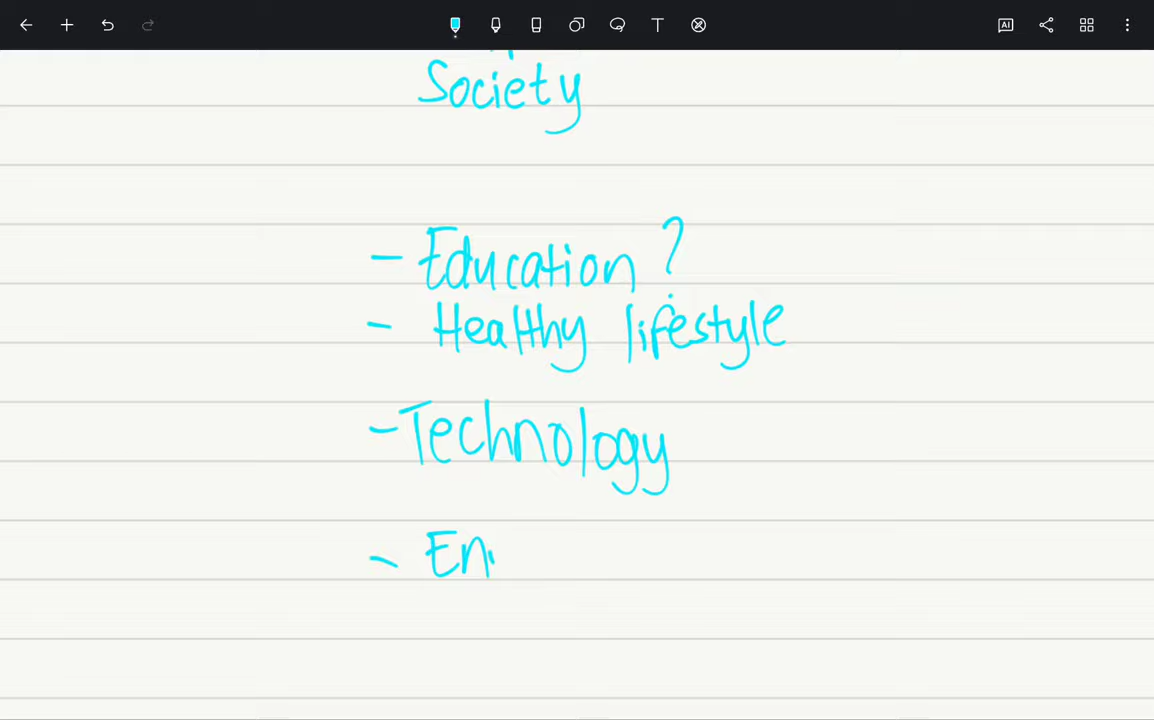 Society
- Education ?
- Healthy lifestyle
- Technology
- En